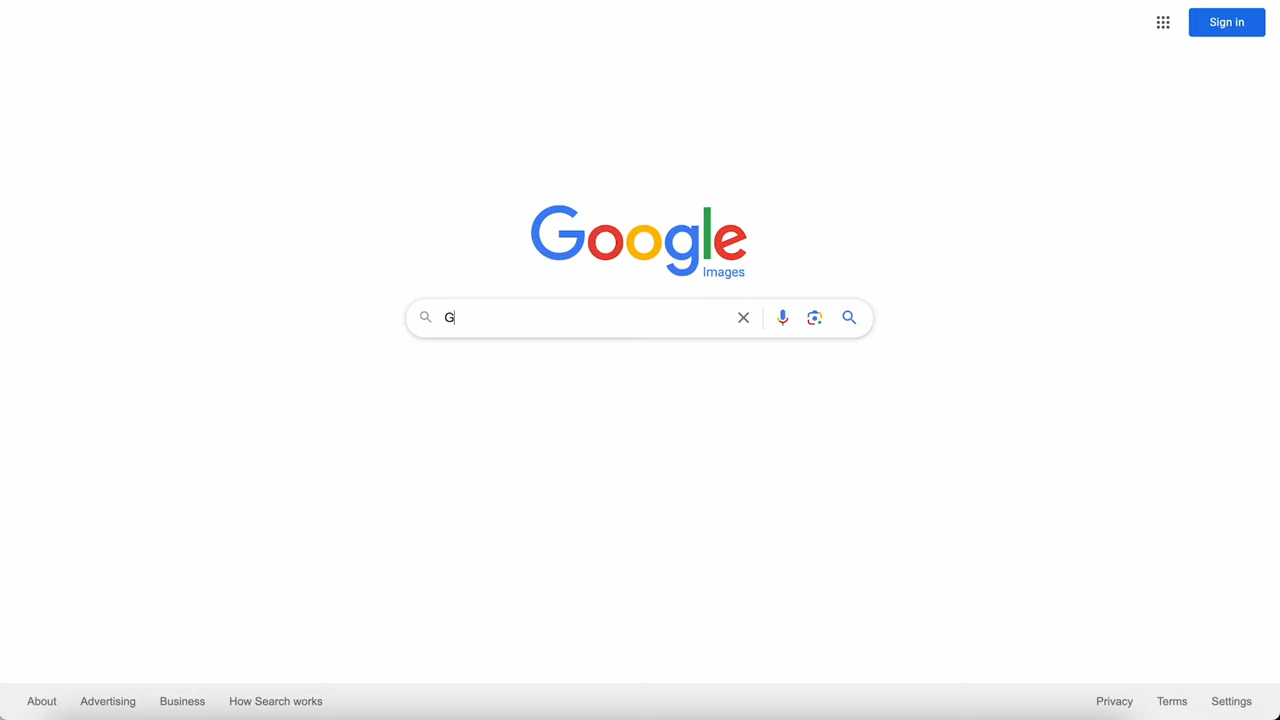 Sign in
Google
Images
G
About Advertising Business How Search works Privacy Terms Settings